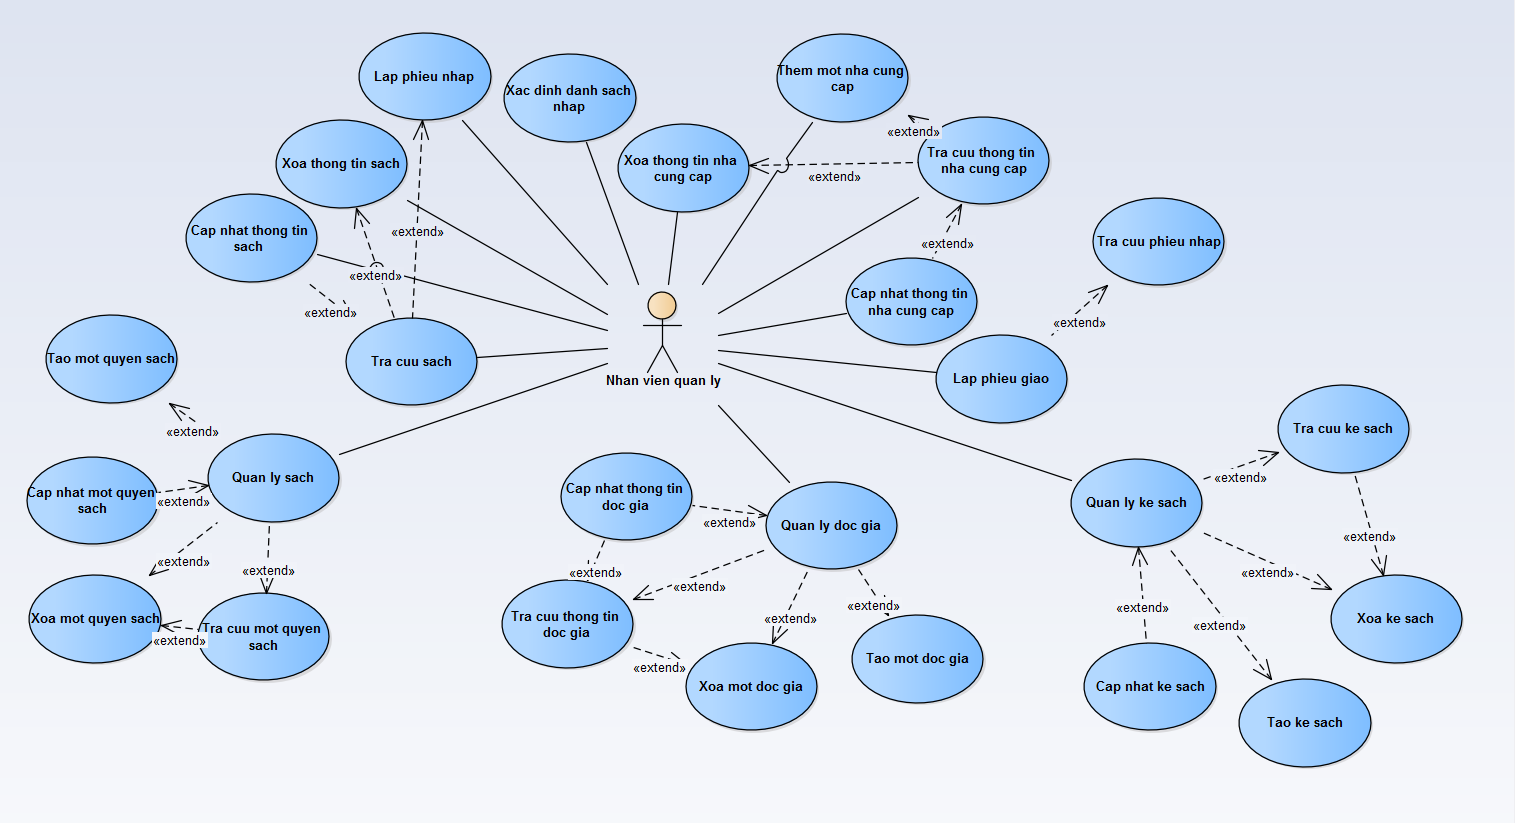 Lap phieu nhap
Xac dinh danh sach
nhap
Them mot nha cung
cap
«extend»
Xoa thong tin sach
Xoa thong tin nha
cung cap
«extend»
Tra cuu thong tin
nha cung cap
Cap nhat thong tin
sach
«extend»
«extend»
Tra cuu phieu nhap
«extend»
«extend»
Cap nhat thong tin
nha cung cap
«extend»
Tao mot quyen sach
Tra cuu sach
Nhan vien quan ly
Lap phieu giao
«extend»
«extend»
Tra cuu ke sach
Quan ly sach
Cap nhat mot quyen
sach
«extend»
Cap nhat thong tin
doc gia
«extend»
Quan ly doc gia
Quan ly ke sach
«extend»
«extend»
«extend»
«extend»
«extend»
«extend»
«extend»
«extend»
Xoa mot quyen sach
Tra cuu mot quyen
sach
«extend»
Tra cuu thong tin
doc gia
«extend»
«extend»
«extend»
«extend»
Xoa ke sach
«extend»
Xoa mot doc gia
Tao mot doc gia
Cap nhat ke sach
Tao ke sach